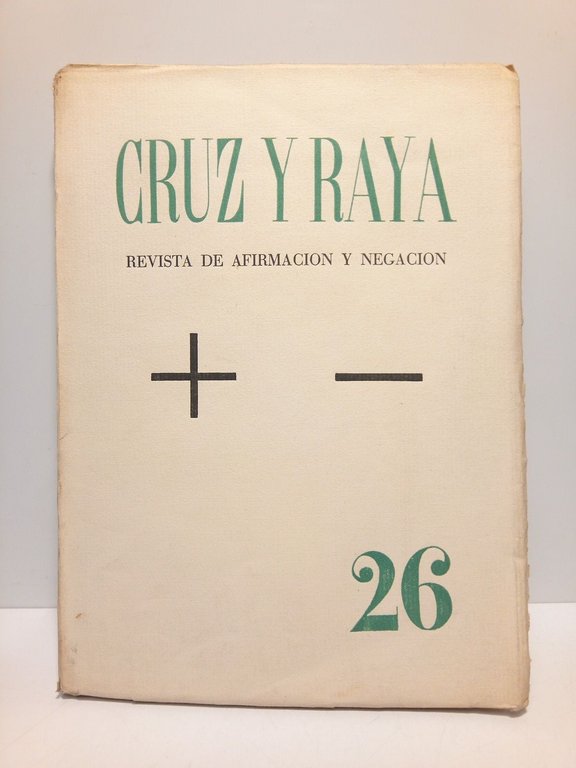 CRUZ Y RAYA
REVISTA DE AFIRMACION Y NEGACION
+ −
26